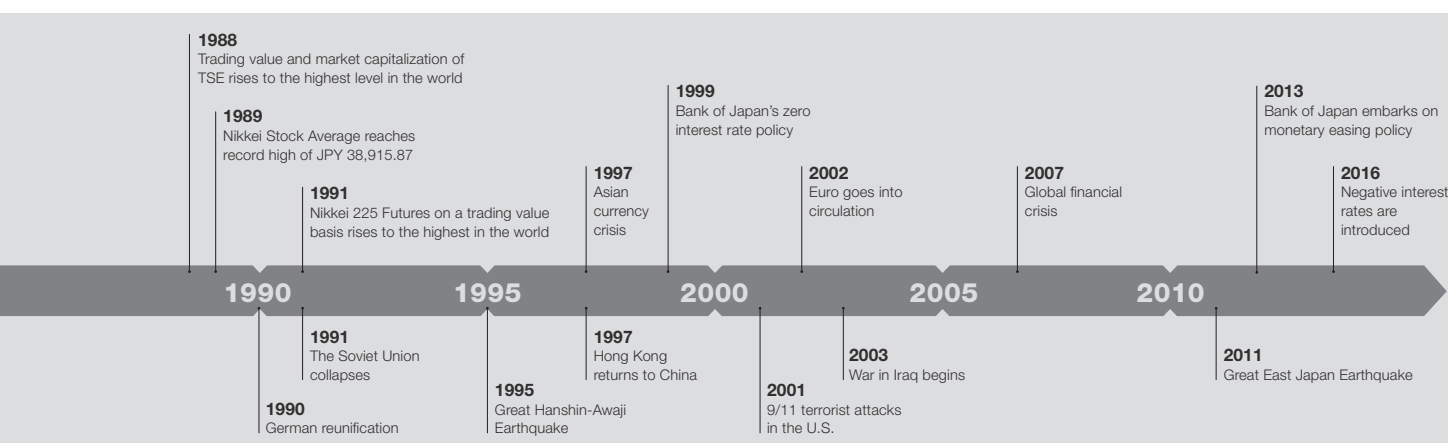 1988
Trading value and market capitalization of
TSE rises to the highest level in the world
1989
Nikkei Stock Average reaches
record high of JPY 38,915.87
1991
Nikkei 225 Futures on a trading value
basis rises to the highest in the world
1997
Asian
currency
crisis
1999
Bank of Japan’s zero
interest rate policy
2002
Euro goes into
circulation
2007
Global financial
crisis
2013
Bank of Japan embarks on
monetary easing policy
2016
Negative interest
rates are
introduced
1990
1995
2000
2005
2010
1990
German reunification
1991
The Soviet Union
collapses
1995
Great Hanshin-Awaji
Earthquake
1997
Hong Kong
returns to China
2001
9/11 terrorist attacks
in the U.S.
2003
War in Iraq begins
2011
Great East Japan Earthquake